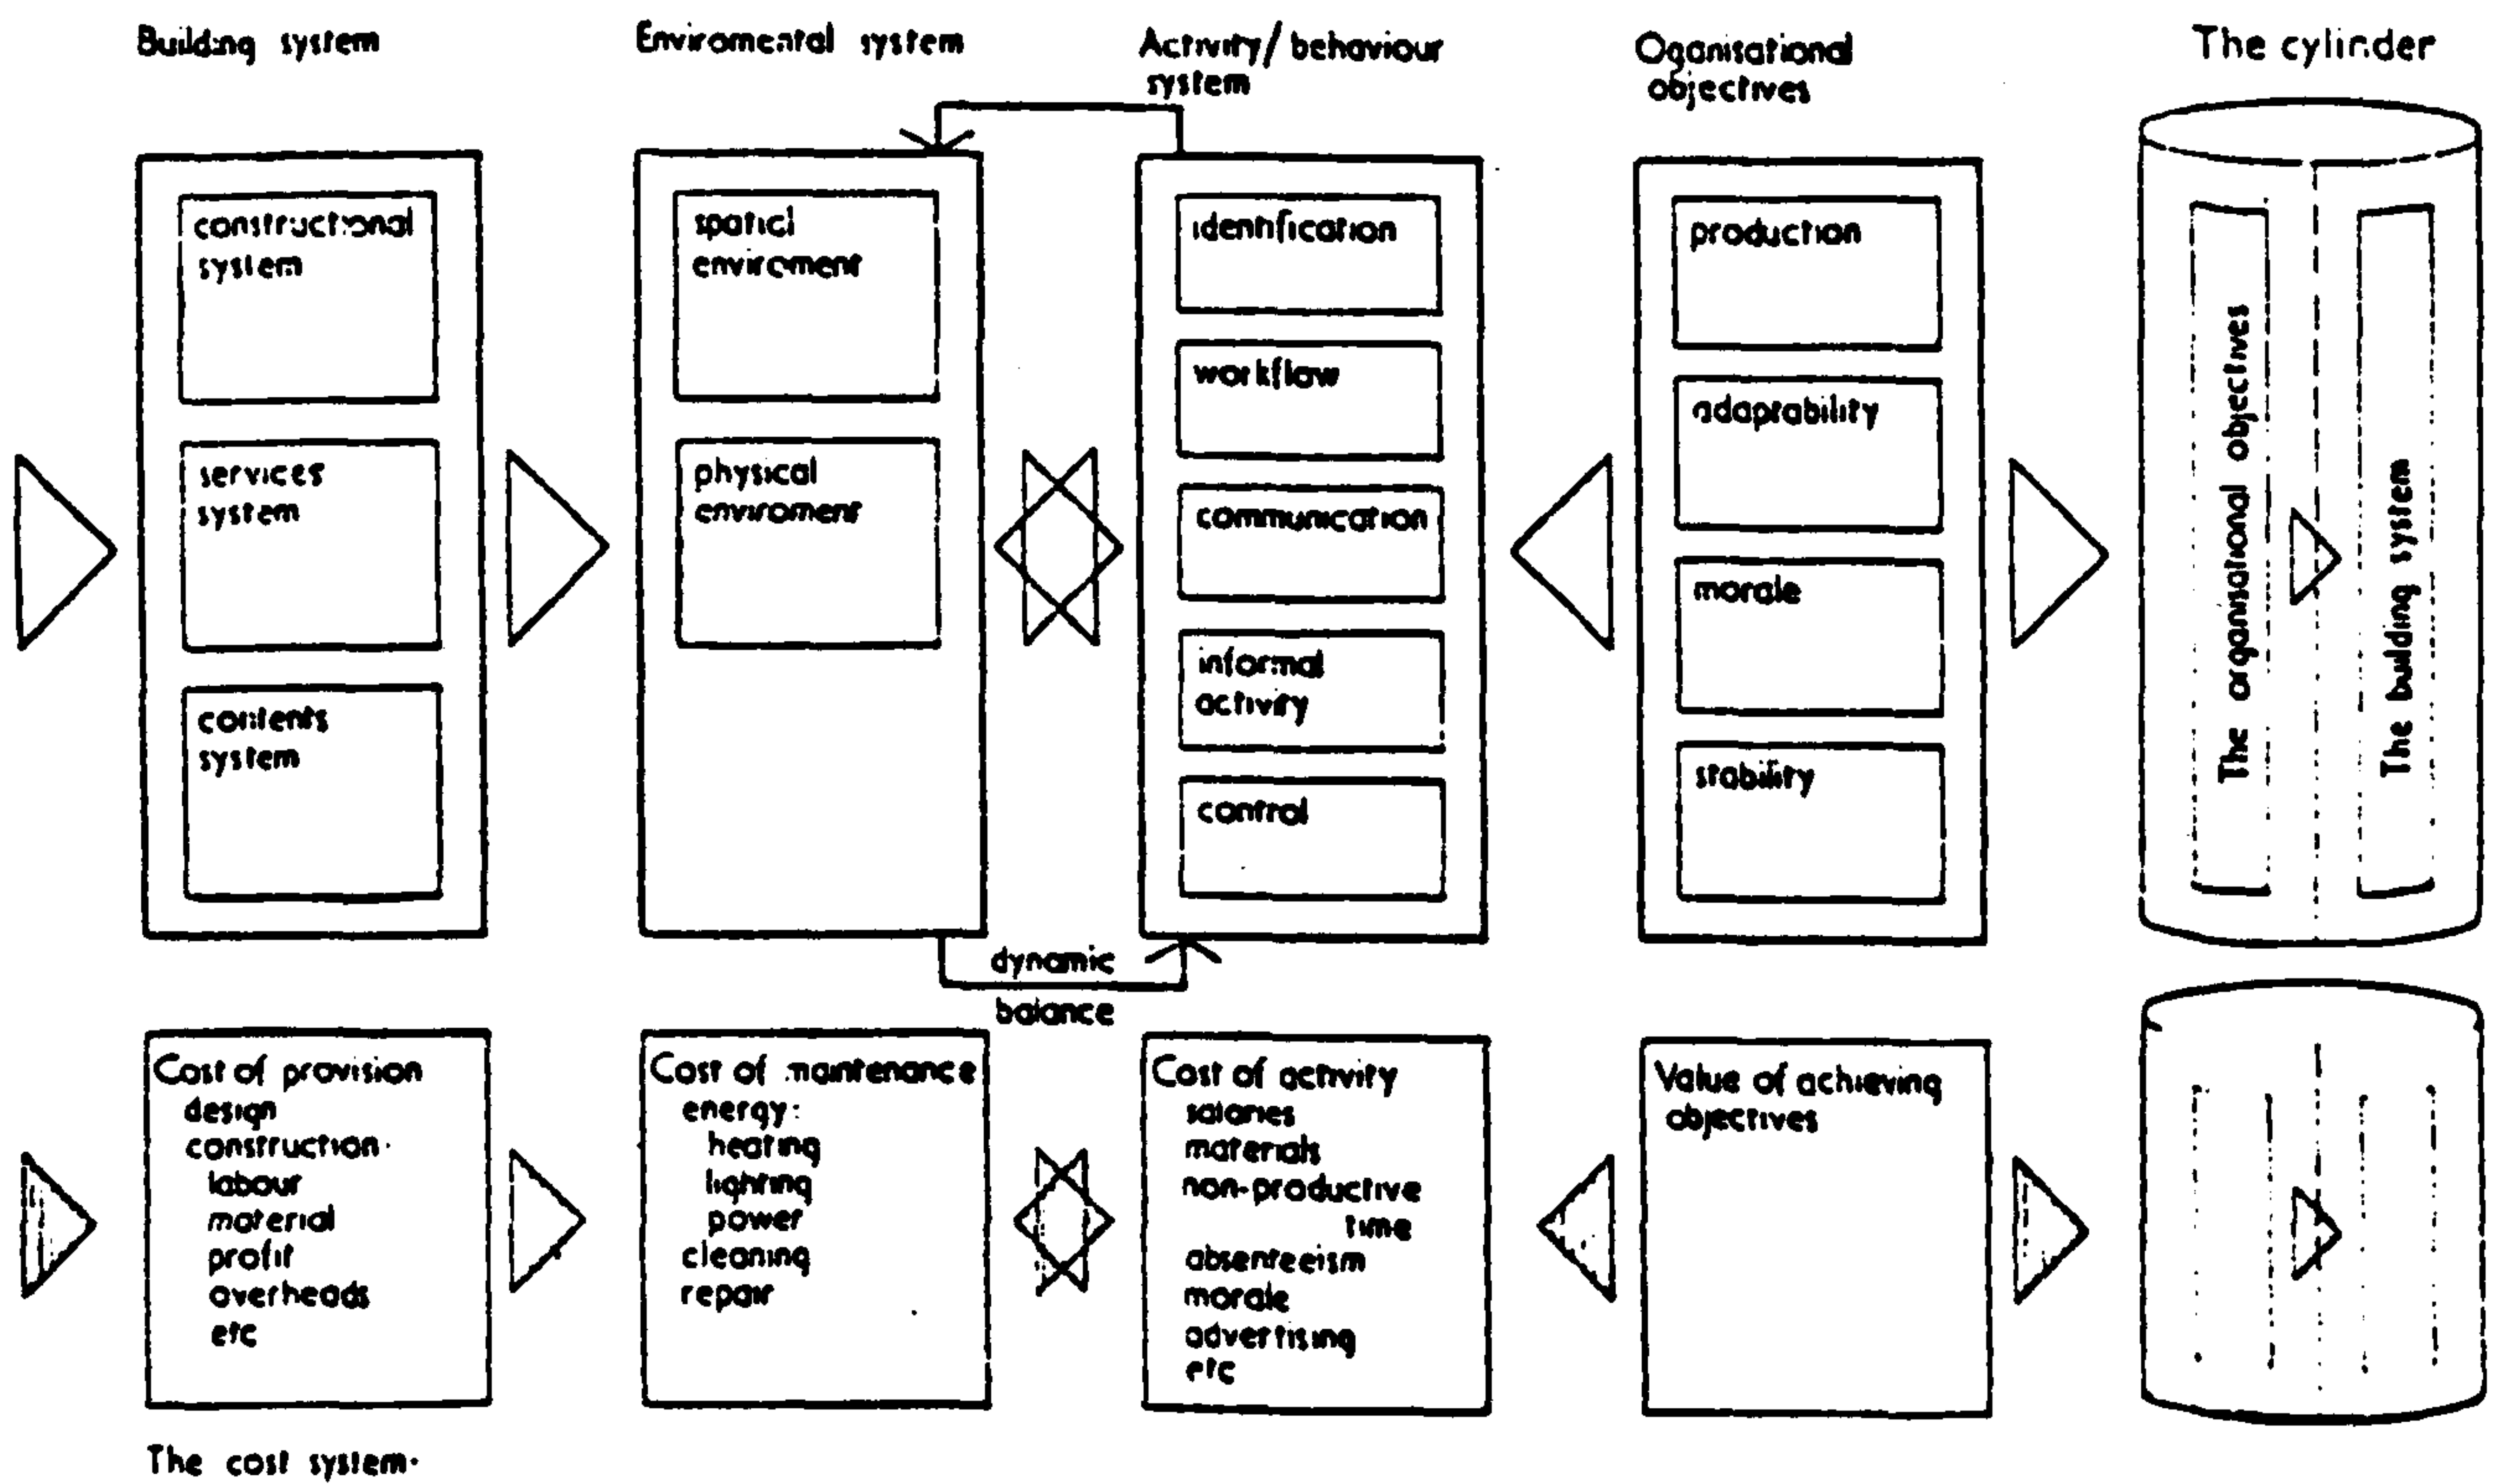 Building system
constructional
system
services
system
contents
system
Enviromental system
spatial
enviroment
physical
enviroment
Activity/behaviour
system
identification
workflow
communication
informal
activity
control
dynamic
balance
Oganisational
objectives
production
adaptability
morale
stability
The cylinder
The organisational objectives
The building system
Cost of provision
design
construction
labour
material
profit
overheads
etc
Cost of maintenance
energy:
heating
lighting
power
cleaning
repair
Cost of activity
salaries
materials
non-productive
time
absenteeism
morale
advertising
etc
Value of achieving
objectives
The cost system.